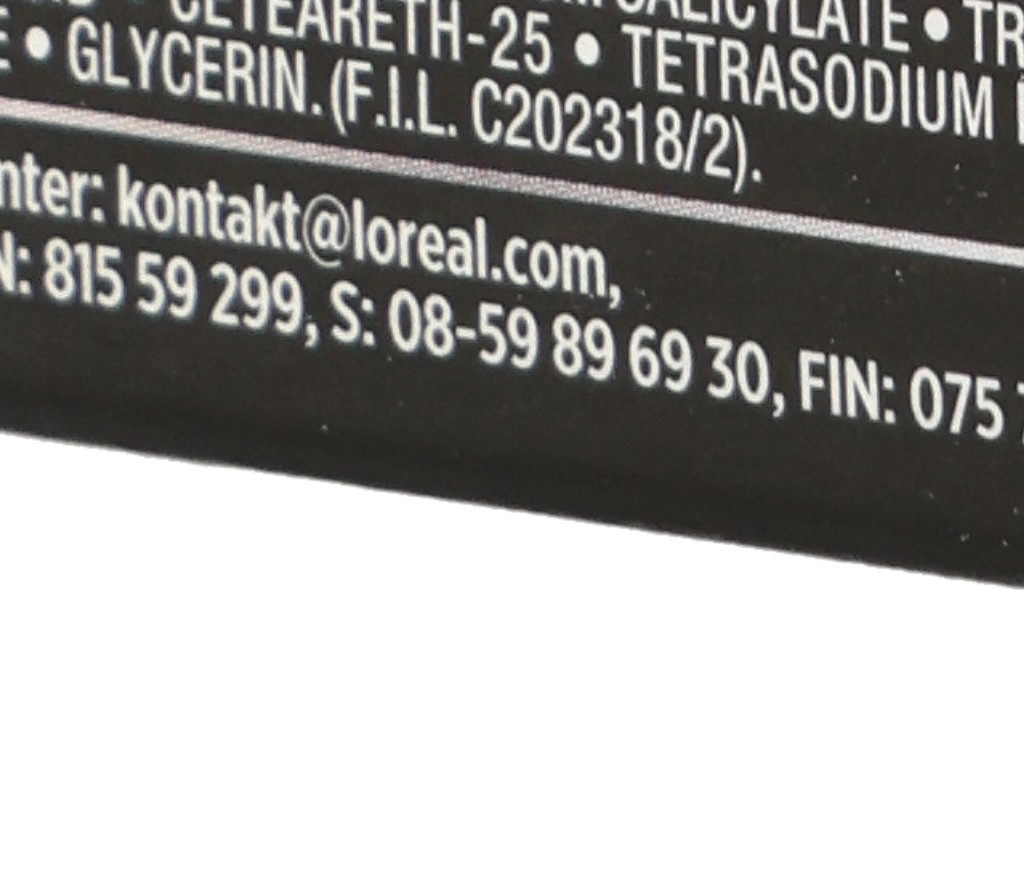 CETEARETH-25 • TETRASODIUM
SALICYLATE •
• GLYCERIN. (F.I.L. C202318/2).
kontakt@loreal.com,
N: 815 59 299, S: 08-59 89 69 30, FIN: 075